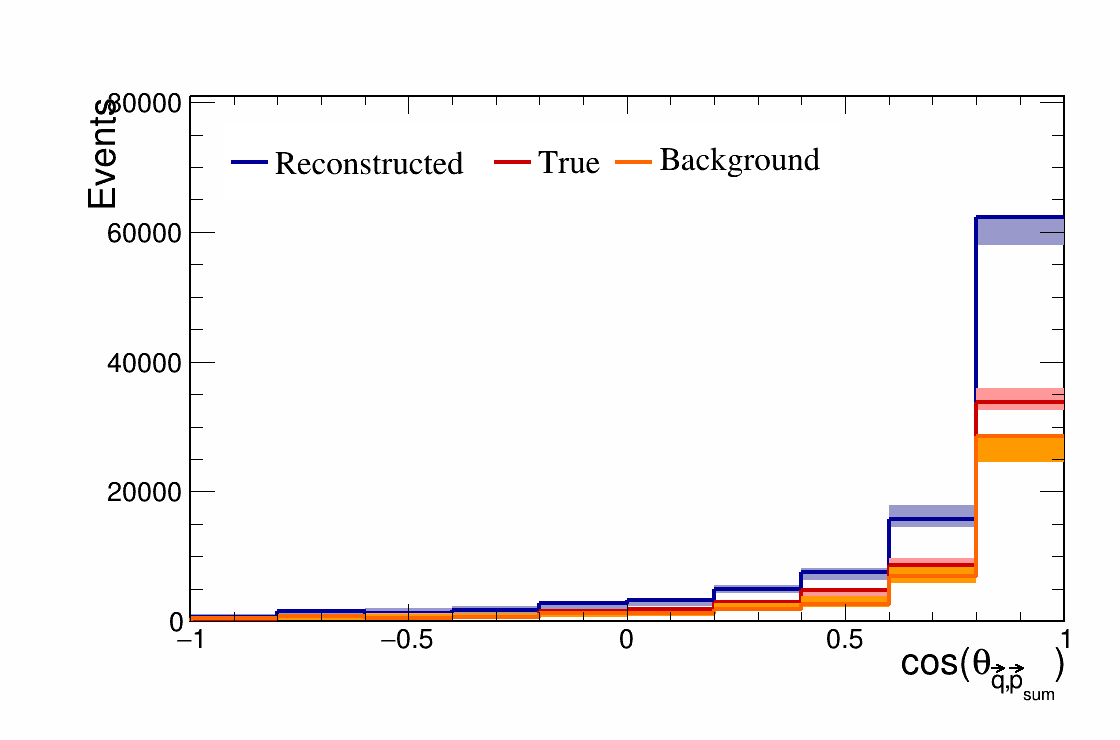 80000
Events
Reconstructed True Background
60000
40000
20000
0
−1 −0.5 0 0.5 1
cos(θ q⃗,p⃗ sum)